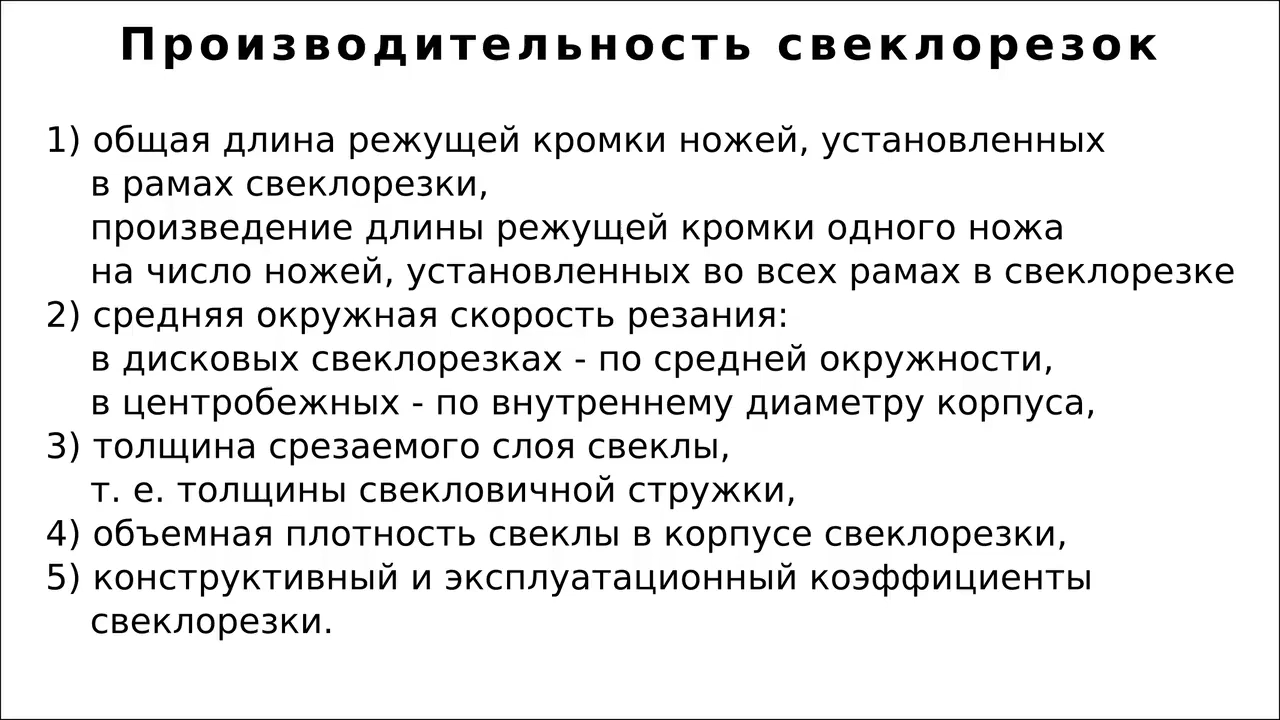 Производительность свеклорезок
1) общая длина режущей кромки ножей, установленных
в рамах свеклорезки,
произведение длины режущей кромки одного ножа
на число ножей, установленных во всех рамах в свеклорезке
2) средняя окружная скорость резания:
в дисковых свеклорезках - по средней окружности,
в центробежных - по внутреннему диаметру корпуса,
3) толщина срезаемого слоя свеклы,
т. е. толщины свекловичной стружки,
4) объемная плотность свеклы в корпусе свеклорезки,
5) конструктивный и эксплуатационный коэффициенты
свеклорезки.